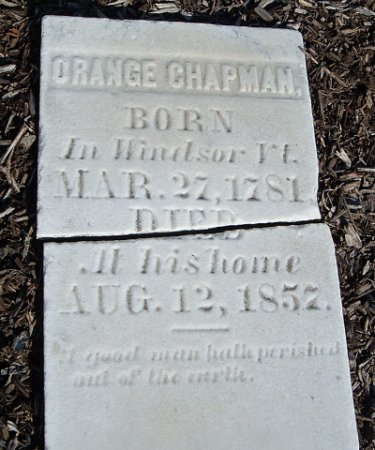 ORANGE CHAPMAN,
BORN
In Windsor Vt.
MAR. 27, 1781
DIED
At his home
AUG. 12, 1857.
A good man hath perished
out of the earth.